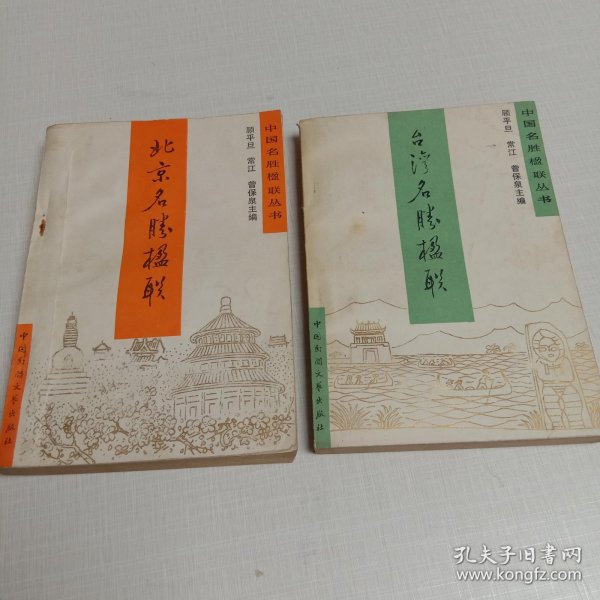 中国名胜楹联丛书
顾平旦 常江 曾保泉主编
北京名勝楹联
中国民间文艺出版社
中国名胜楹联丛书
顾平旦 常江 曾保泉主编
台湾名勝楹联
中国民间文艺出版社
孔夫子旧书网
www.kongfz.com